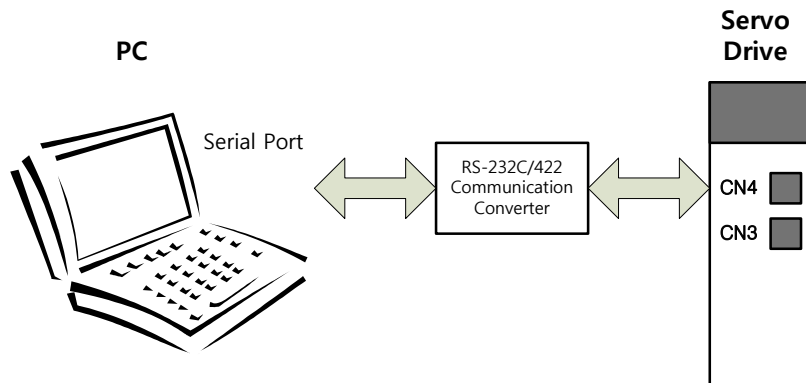 PC
Servo
Drive
Serial Port
RS-232C/422
Communication
Converter
CN4
CN3